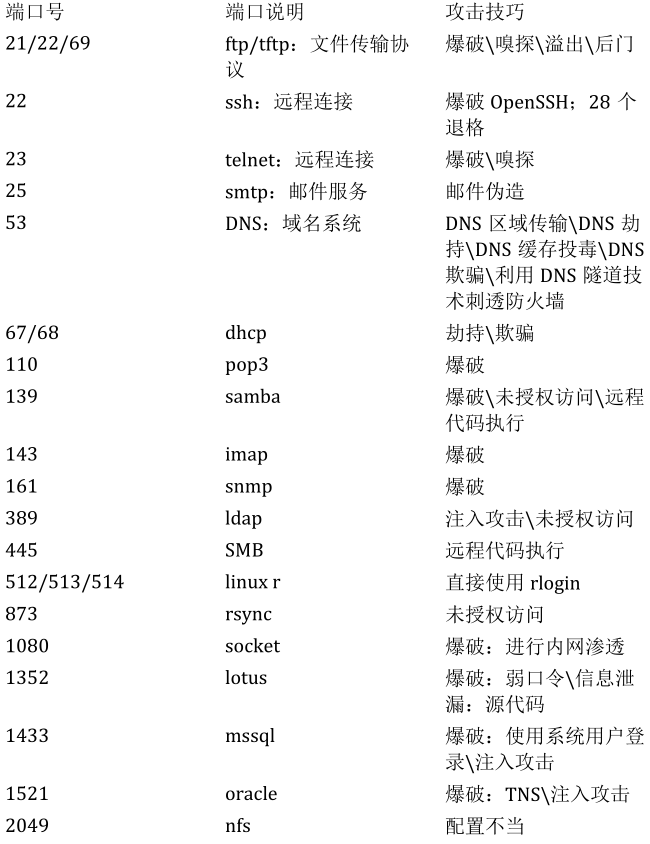 端口号 端口说明 攻击技巧
21/22/69 ftp/tftp：文件传输协 爆破\嗅探\溢出\后门
议
22 ssh：远程连接 爆破 OpenSSH；28 个
退格
23 telnet：远程连接 爆破\嗅探
25 smtp：邮件服务 邮件伪造
53 DNS：域名系统 DNS 区域传输\DNS 劫
持\DNS 缓存投毒\DNS
欺骗\利用 DNS 隧道技
术刺透防火墙
67/68 dhcp 劫持\欺骗
110 pop3 爆破
139 samba 爆破\未授权访问\远程
代码执行
143 imap 爆破
161 snmp 爆破
389 ldap 注入攻击\未授权访问
445 SMB 远程代码执行
512/513/514 linux r 直接使用 rlogin
873 rsync 未授权访问
1080 socket 爆破：进行内网渗透
1352 lotus 爆破：弱口令\信息泄
漏：源代码
1433 mssql 爆破：使用系统用户登
录\注入攻击
1521 oracle 爆破：TNS\注入攻击
2049 nfs 配置不当